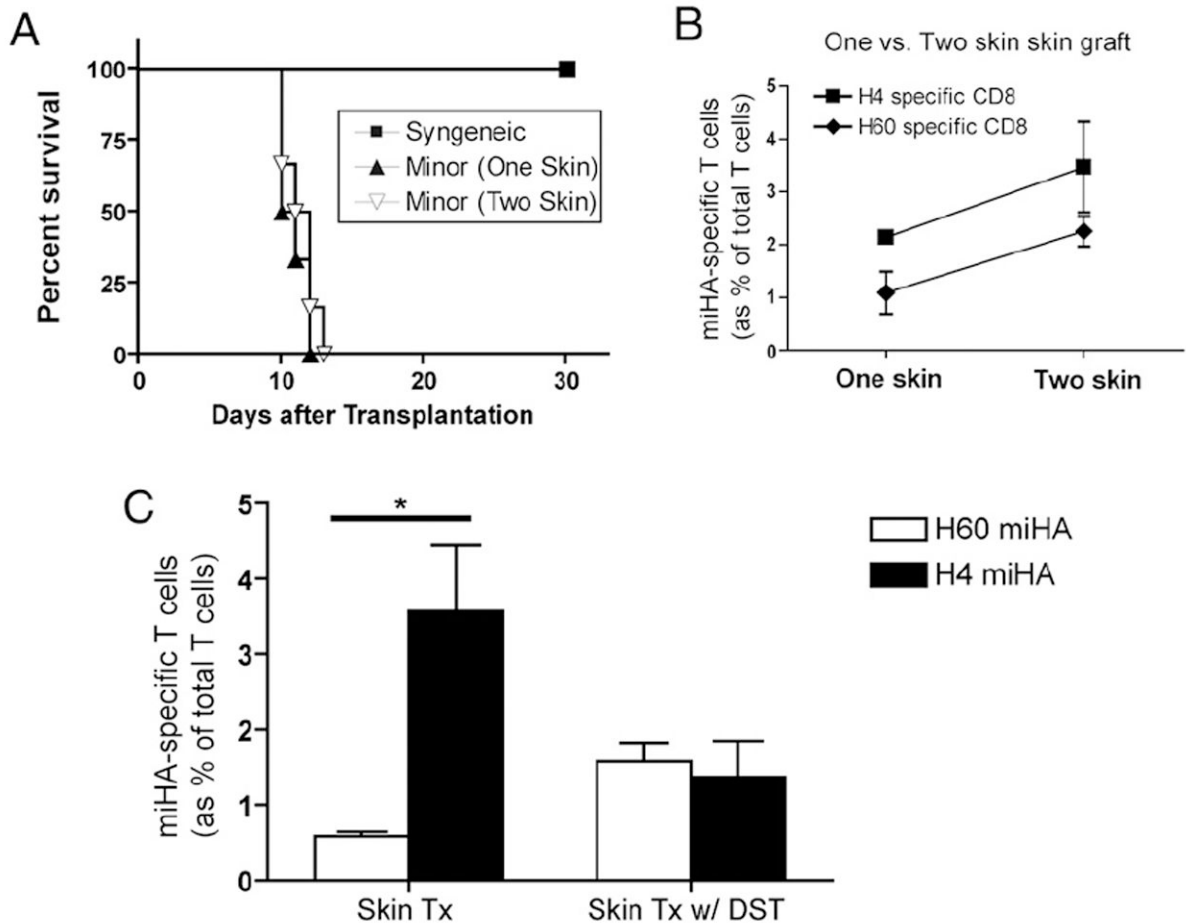 A
Percent survival
100
75
50
25
0
Syngeneic
Minor (One Skin)
Minor (Two Skin)
0 10 20 30
Days after Transplantation
B
One vs. Two skin skin graft
miHA-specific T cells
(as % of total T cells)
5
4
3
2
1
0
H4 specific CD8
H60 specific CD8
One skin Two skin
C
miHA-specific T cells
(as % of total T cells)
5
4
3
2
1
0
*
Skin Tx Skin Tx w/ DST
H60 miHA
H4 miHA